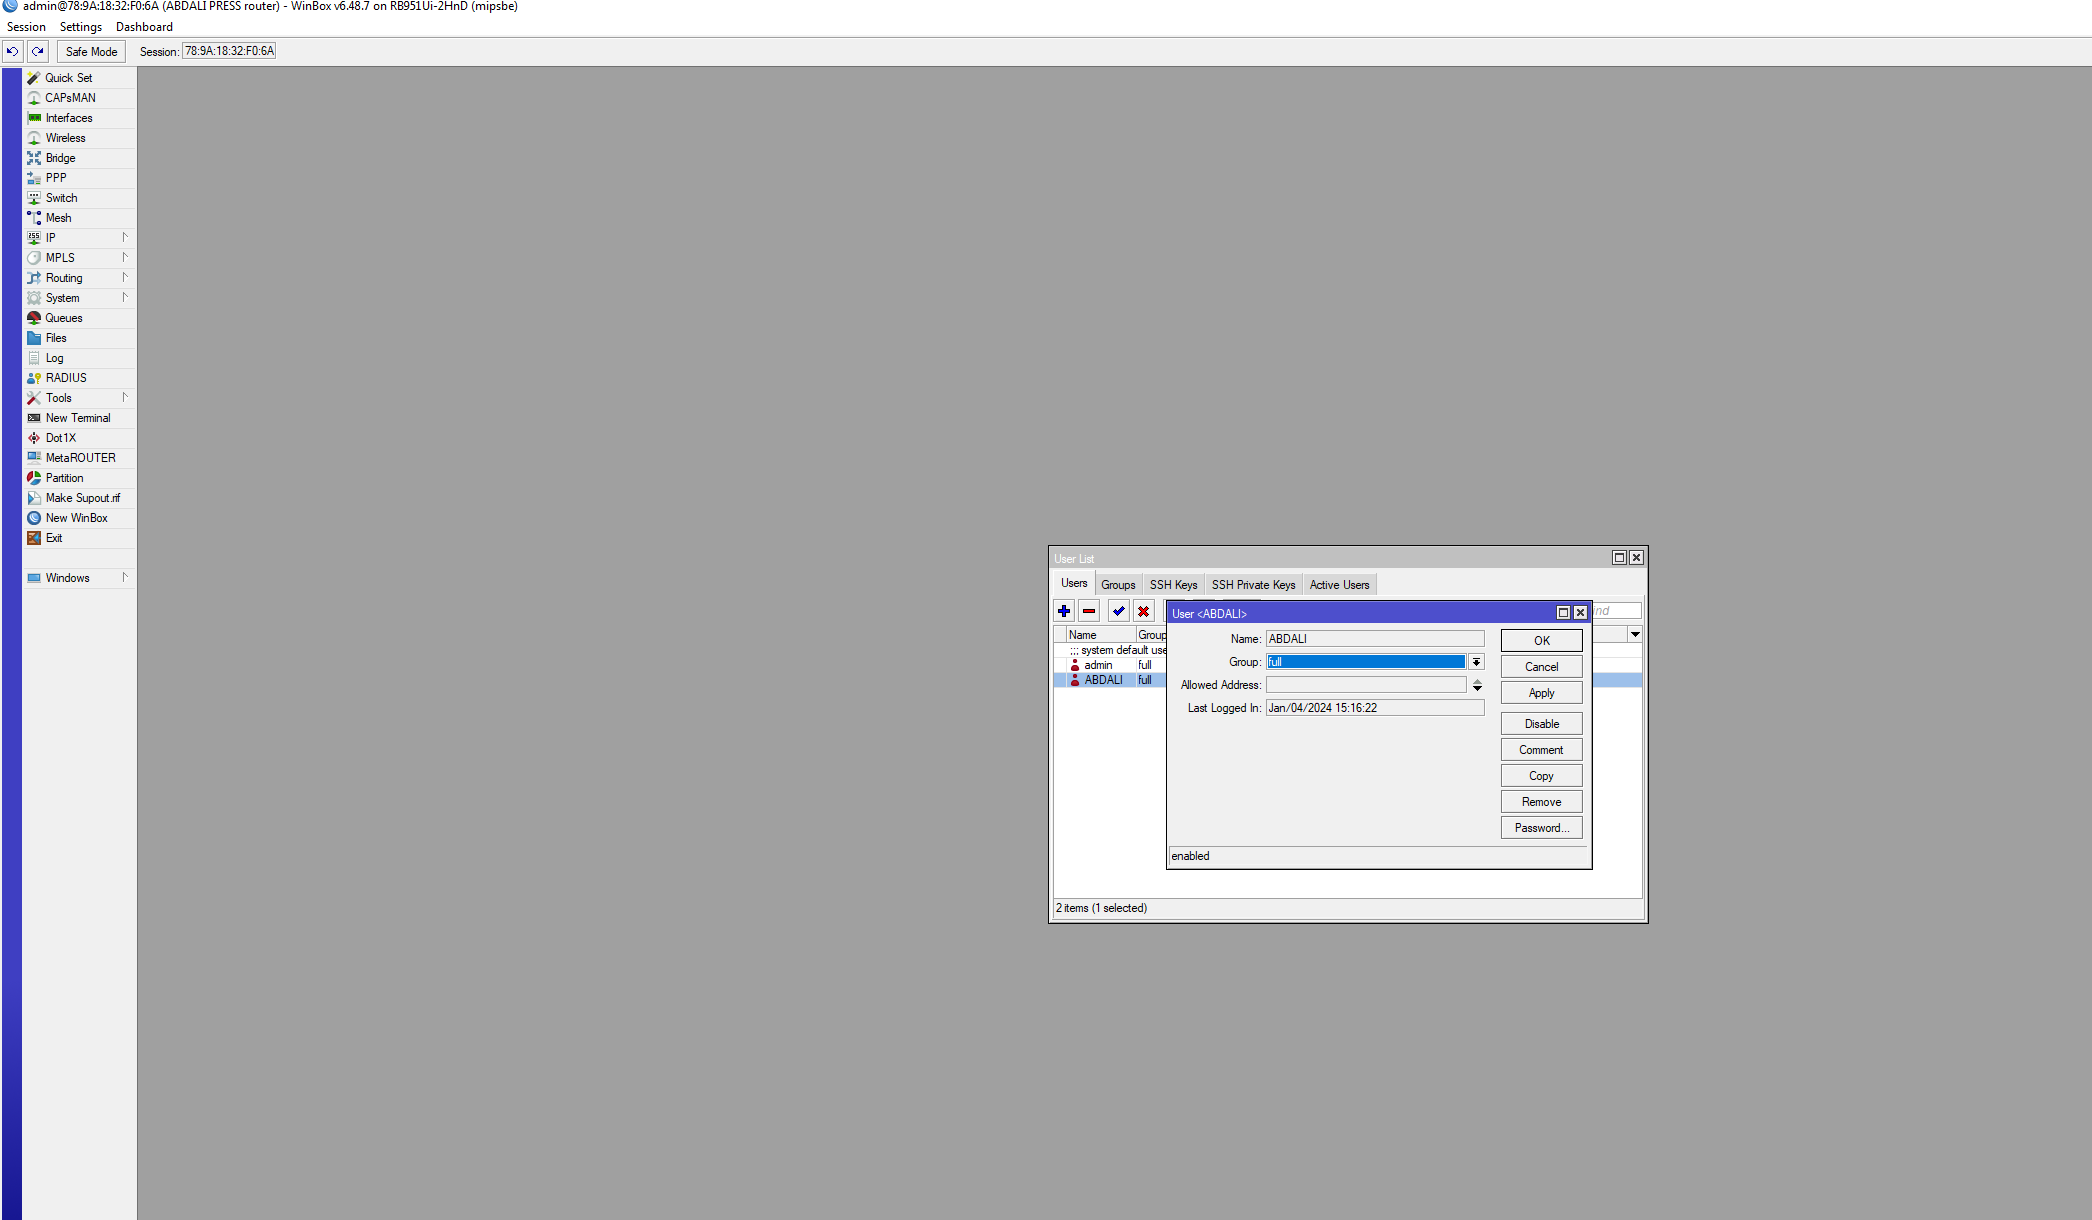 admin@78:9A:18:32:F0:6A (ABDALI PRESS router) - WinBox v6.48.7 on RB951Ui-2HnD (mipsbe)
Session Settings Dashboard
Safe Mode Session: 78:9A:18:32:F0:6A
Quick Set
CAPsMAN
Interfaces
Wireless
Bridge
PPP
Switch
Mesh
IP
MPLS
Routing
System
Queues
Files
Log
RADIUS
Tools
New Terminal
Dot1X
MetaROUTER
Partition
Make Supout.rif
New WinBox
Exit
Windows
User List
Users Groups SSH Keys SSH Private Keys Active Users
Name Group
;;; system default use
admin full
ABDALI full
2 items (1 selected)
User <ABDALI>
Name: ABDALI
Group: full
Allowed Address:
Last Logged In: Jan/04/2024 15:16:22
OK
Cancel
Apply
Disable
Comment
Copy
Remove
Password...
enabled